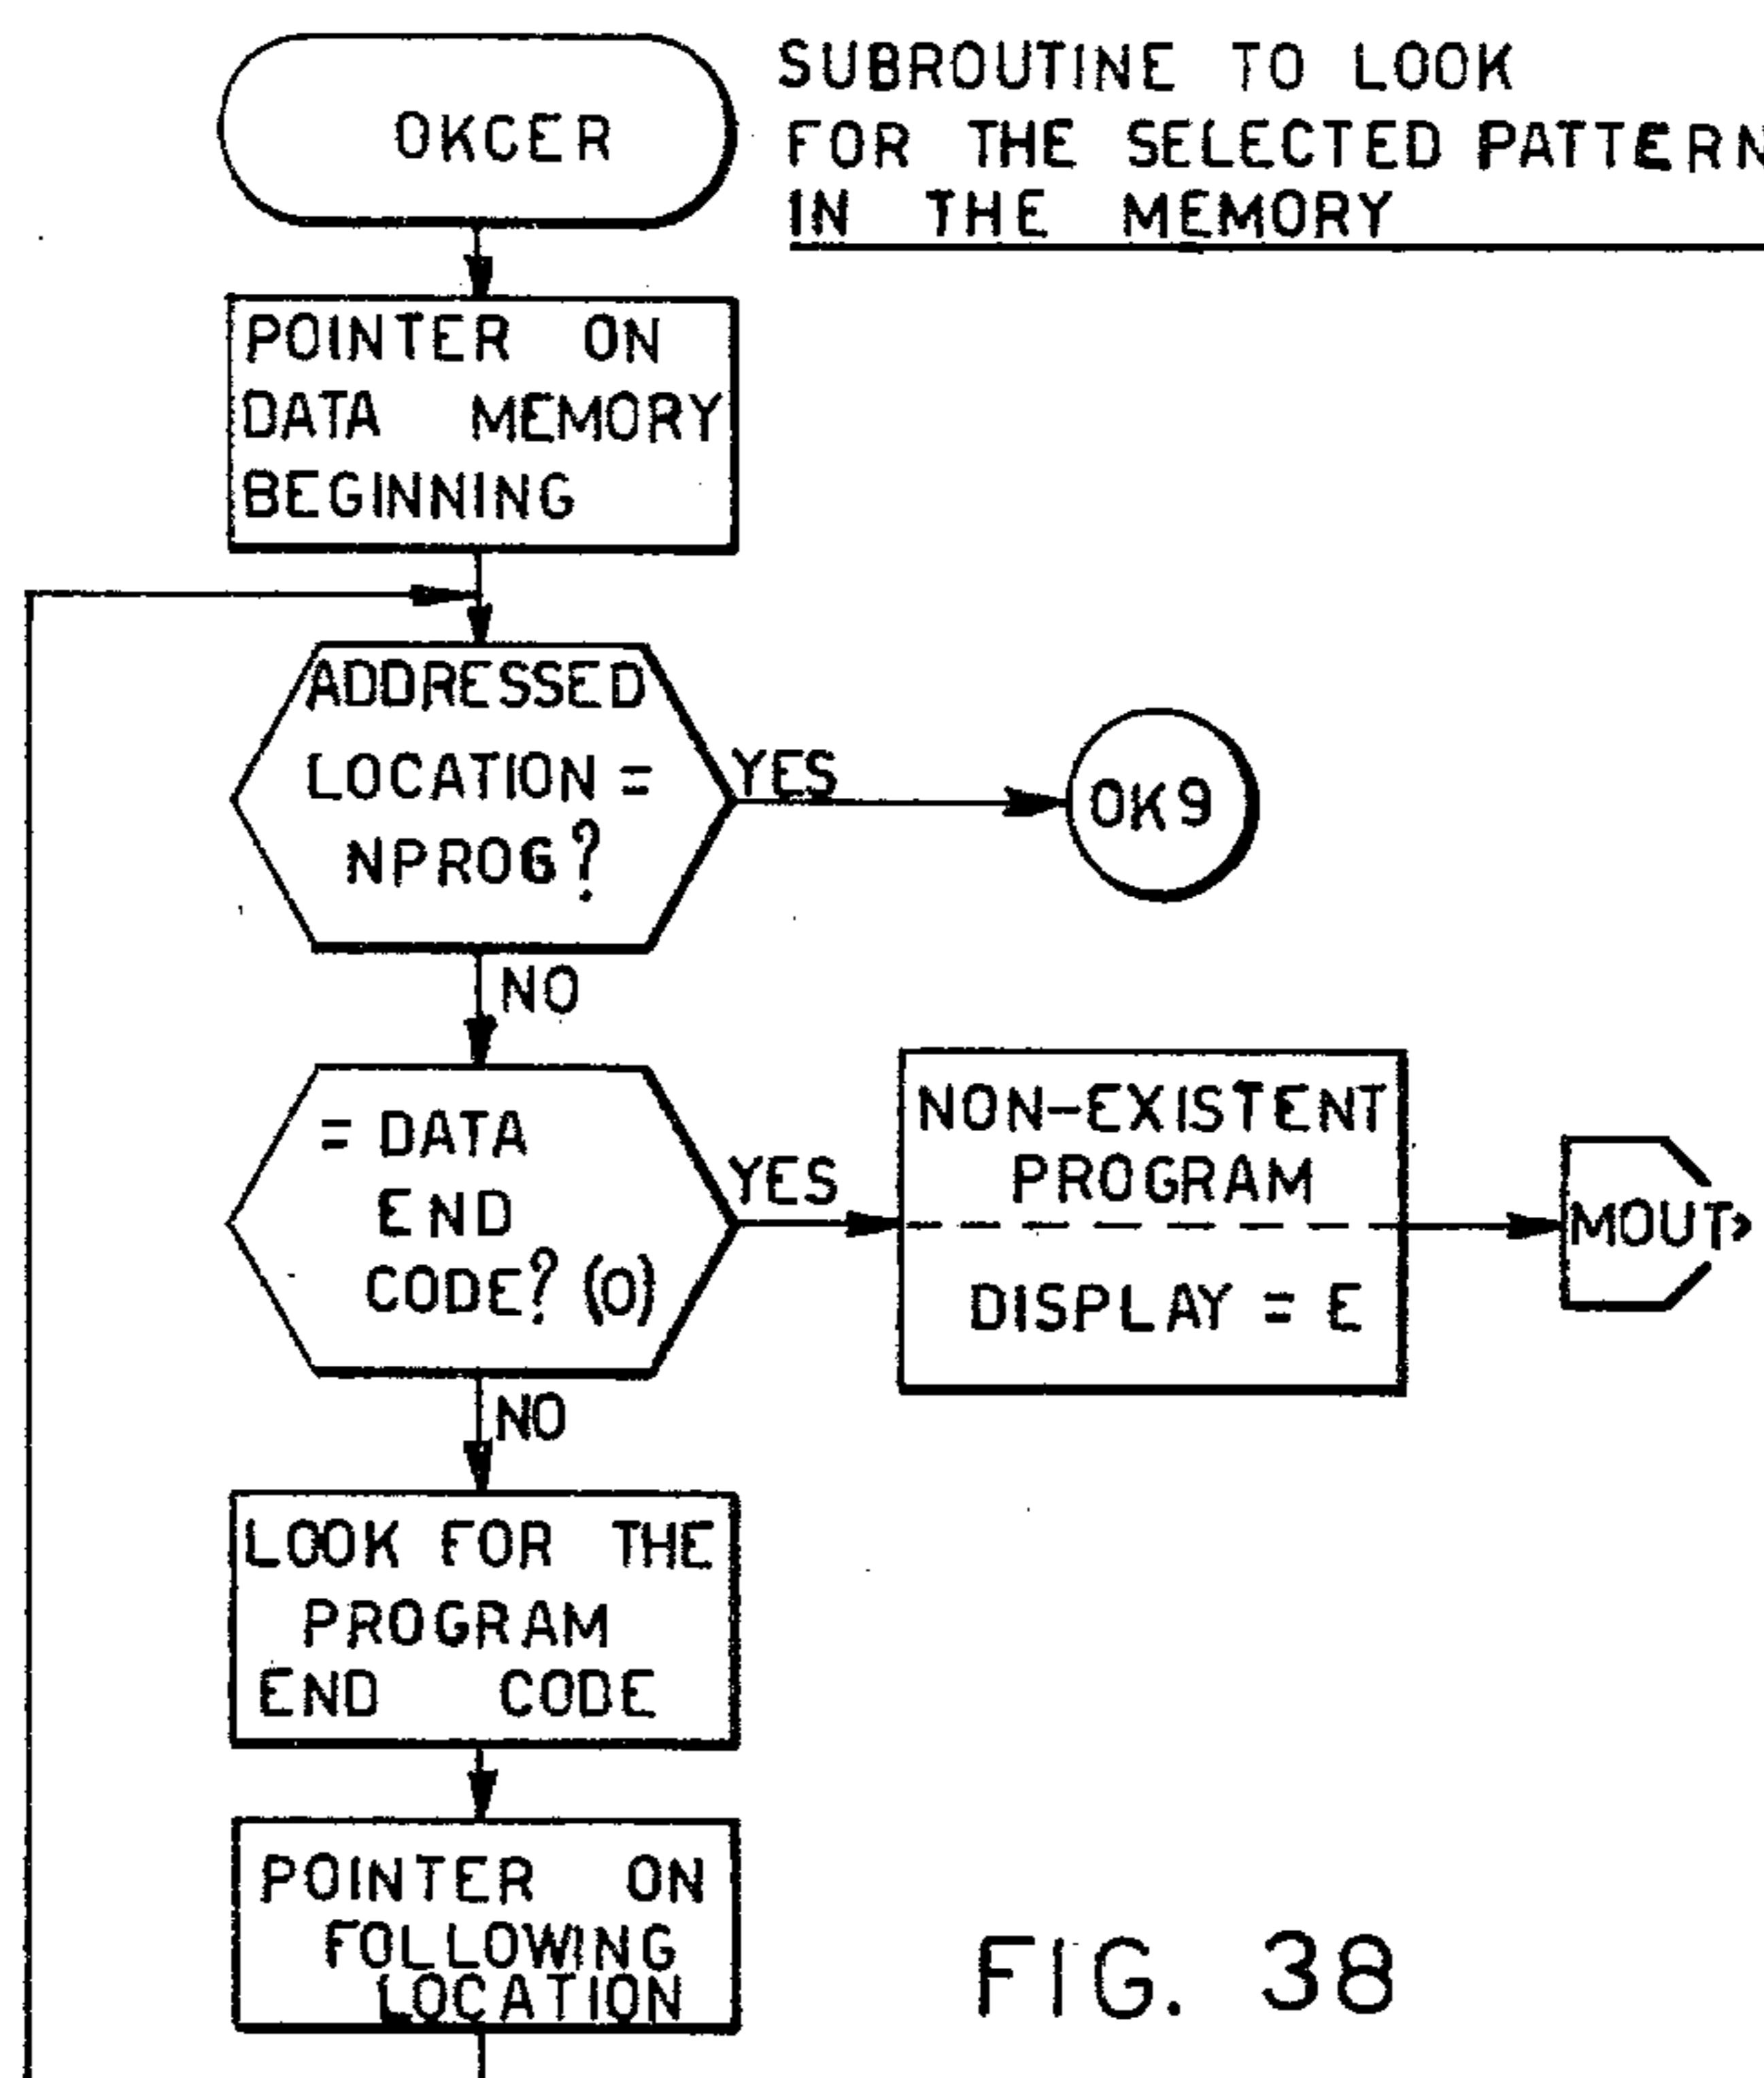 OKCER
SUBROUTINE TO LOOK
FOR THE SELECTED PATTERN
IN THE MEMORY
POINTER ON
DATA MEMORY
BEGINNING
ADDRESSED
LOCATION =
NPROG?
YES
OK9
NO
= DATA
END
CODE? (0)
YES
NON-EXISTENT
PROGRAM
DISPLAY = E
MOUT
NO
LOOK FOR THE
PROGRAM
END CODE
POINTER ON
FOLLOWING
LOCATION
FIG. 38